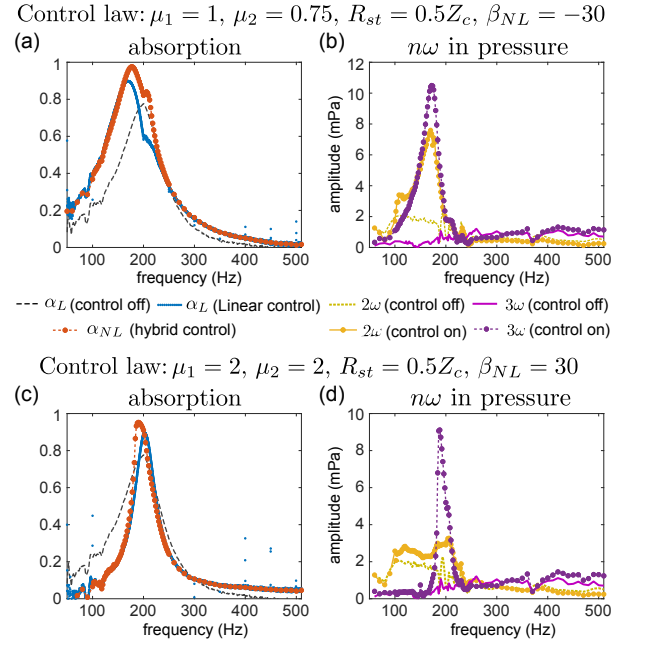 Control law: μ₁ = 1, μ₂ = 0.75, R_st = 0.5Z_c, β_NL = −30
(a) absorption
(b) nω in pressure
1
0.8
0.6
0.4
0.2
0
100 200 300 400 500
frequency (Hz)
12
10
8
6
4
2
0
amplitude (mPa)
100 200 300 400 500
frequency (Hz)
α_L (control off) α_L (Linear control) 2ω (control off) 3ω (control off)
α_NL (hybrid control) 2ω (control on) 3ω (control on)
Control law: μ₁ = 2, μ₂ = 2, R_st = 0.5Z_c, β_NL = 30
(c) absorption
(d) nω in pressure
1
0.8
0.6
0.4
0.2
0
100 200 300 400 500
frequency (Hz)
10
8
6
4
2
0
amplitude (mPa)
100 200 300 400 500
frequency (Hz)